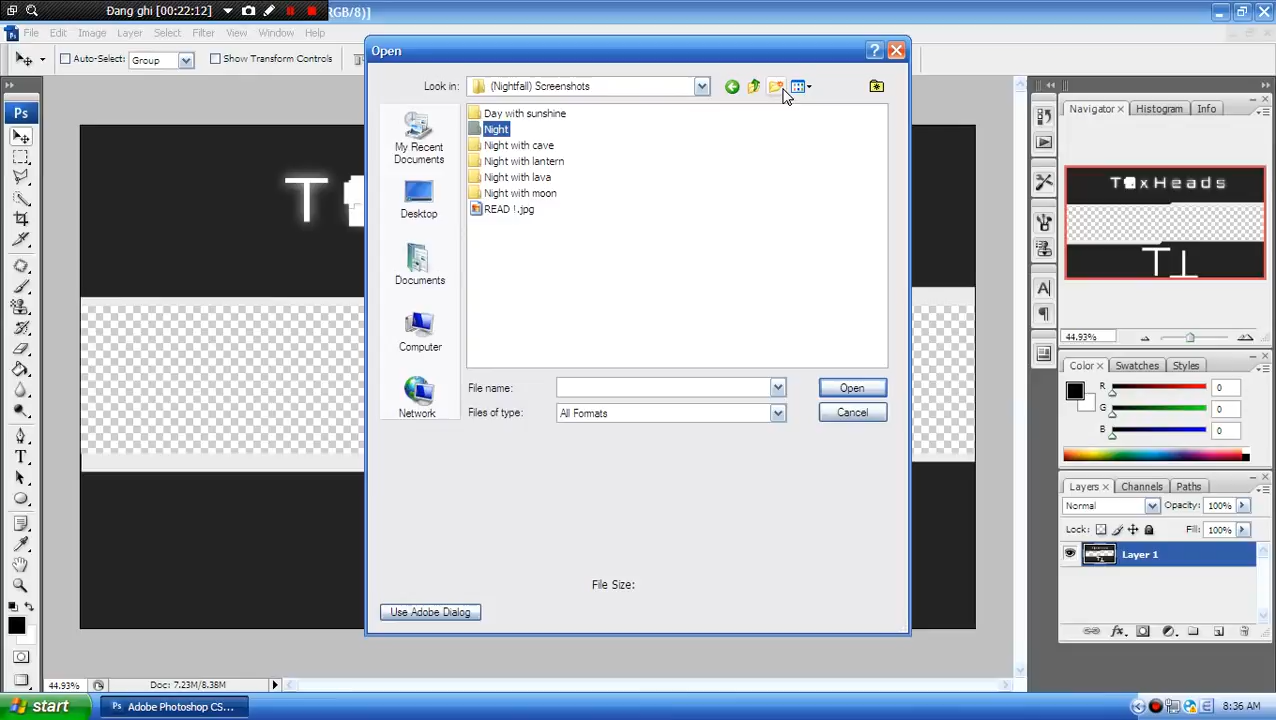 Đang ghi [00:22:12]
RGB/8)]
File Edit Image Layer Select Filter View Window Help
Auto-Select: Group Show Transform Controls
Open
Look in: (Nightfall) Screenshots
Day with sunshine
Night
Night with cave
Night with lantern
Night with lava
Night with moon
READ !.jpg
My Recent
Documents
Desktop
Documents
Computer
Network
File name: Open
Files of type: All Formats Cancel
File Size:
Use Adobe Dialog
Ps
T
Navigator × Histogram Info
44.93%
Color × Swatches Styles
R 0
G 0
B 0
Layers × Channels Paths
Normal Opacity: 100%
Lock: Fill: 100%
Layer 1
44.93% Doc: 7.23M/8.38M
start Ps Adobe Photoshop CS... 8:36 AM